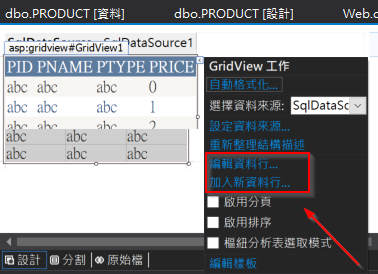 dbo.PRODUCT [資料] dbo.PRODUCT [設計] Web.c
SqlDataSource - SqlDataSource1
asp:gridview#GridView1
PID PNAME PTYPE PRICE
abc abc abc 0
abc abc abc 1
abc abc abc 2
abc abc abc
abc abc abc
GridView 工作
自動格式化...
選擇資料來源: SqlDataSc
設定資料來源...
重新整理結構描述
編輯資料行...
加入新資料行...
啟用分頁
啟用排序
樞紐分析表選取模式
編輯樣板
設計 分割 原始檔